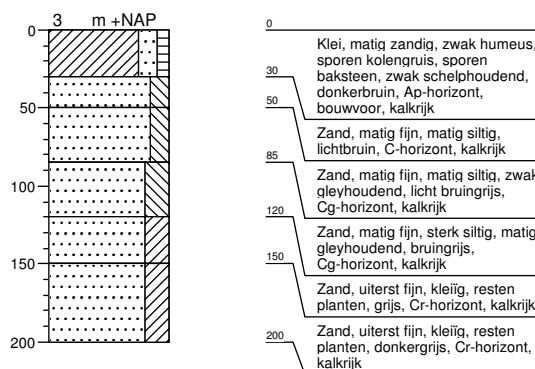 3 m +NAP
0
50
100
150
200
0
Klei, matig zandig, zwak humeus,
sporen kolengruis, sporen
baksteen, zwak schelphoudend,
donkerbruin, Ap-horizont,
bouwvoor, kalkrijk
30
Zand, matig fijn, matig siltig,
lichtbruin, C-horizont, kalkrijk
50
Zand, matig fijn, matig siltig, zwak
gleyhoudend, licht bruingrijs,
Cg-horizont, kalkrijk
85
Zand, matig fijn, sterk siltig, matig
gleyhoudend, bruingrijs,
Cg-horizont, kalkrijk
120
Zand, uiterst fijn, kleiïg, resten
planten, grijs, Cr-horizont, kalkrijk
150
Zand, uiterst fijn, kleiïg, resten
planten, donkergrijs, Cr-horizont,
kalkrijk
200